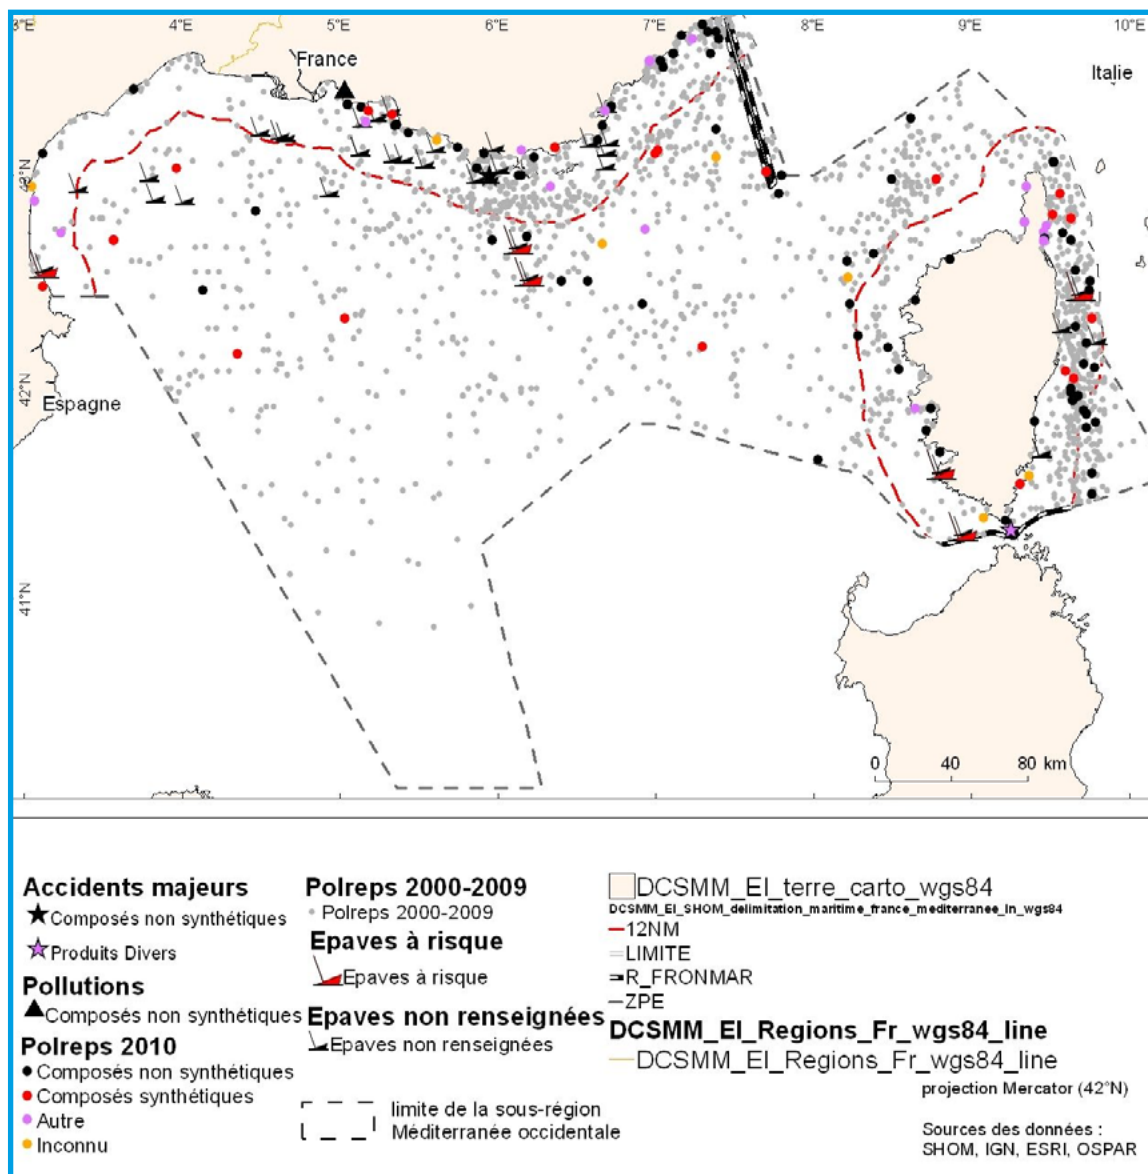 3°E 4°E 5°E 6°E 7°E 8°E 9°E 10°E
France
Italie
43°N
42°N
Espagne
41°N
0 40 80 km
Accidents majeurs
Composés non synthétiques
Produits Divers
Pollutions
Composés non synthétiques
Polreps 2010
Composés non synthétiques
Composés synthétiques
Autre
Inconnu
Polreps 2000-2009
Polreps 2000-2009
Epaves à risque
Epaves à risque
Epaves non renseignées
Epaves non renseignées
limite de la sous-région
Méditerranée occidentale
DCSMM_EI_terre_carto_wgs84
DCSMM_EI_SHOM_delimitation_maritime_france_mediterranee_ln_wgs84
12NM
LIMITE
R_FRONMAR
ZPE
DCSMM_EI_Regions_Fr_wgs84_line
DCSMM_EI_Regions_Fr_wgs84_line
projection Mercator (42°N)
Sources des données :
SHOM, IGN, ESRI, OSPAR